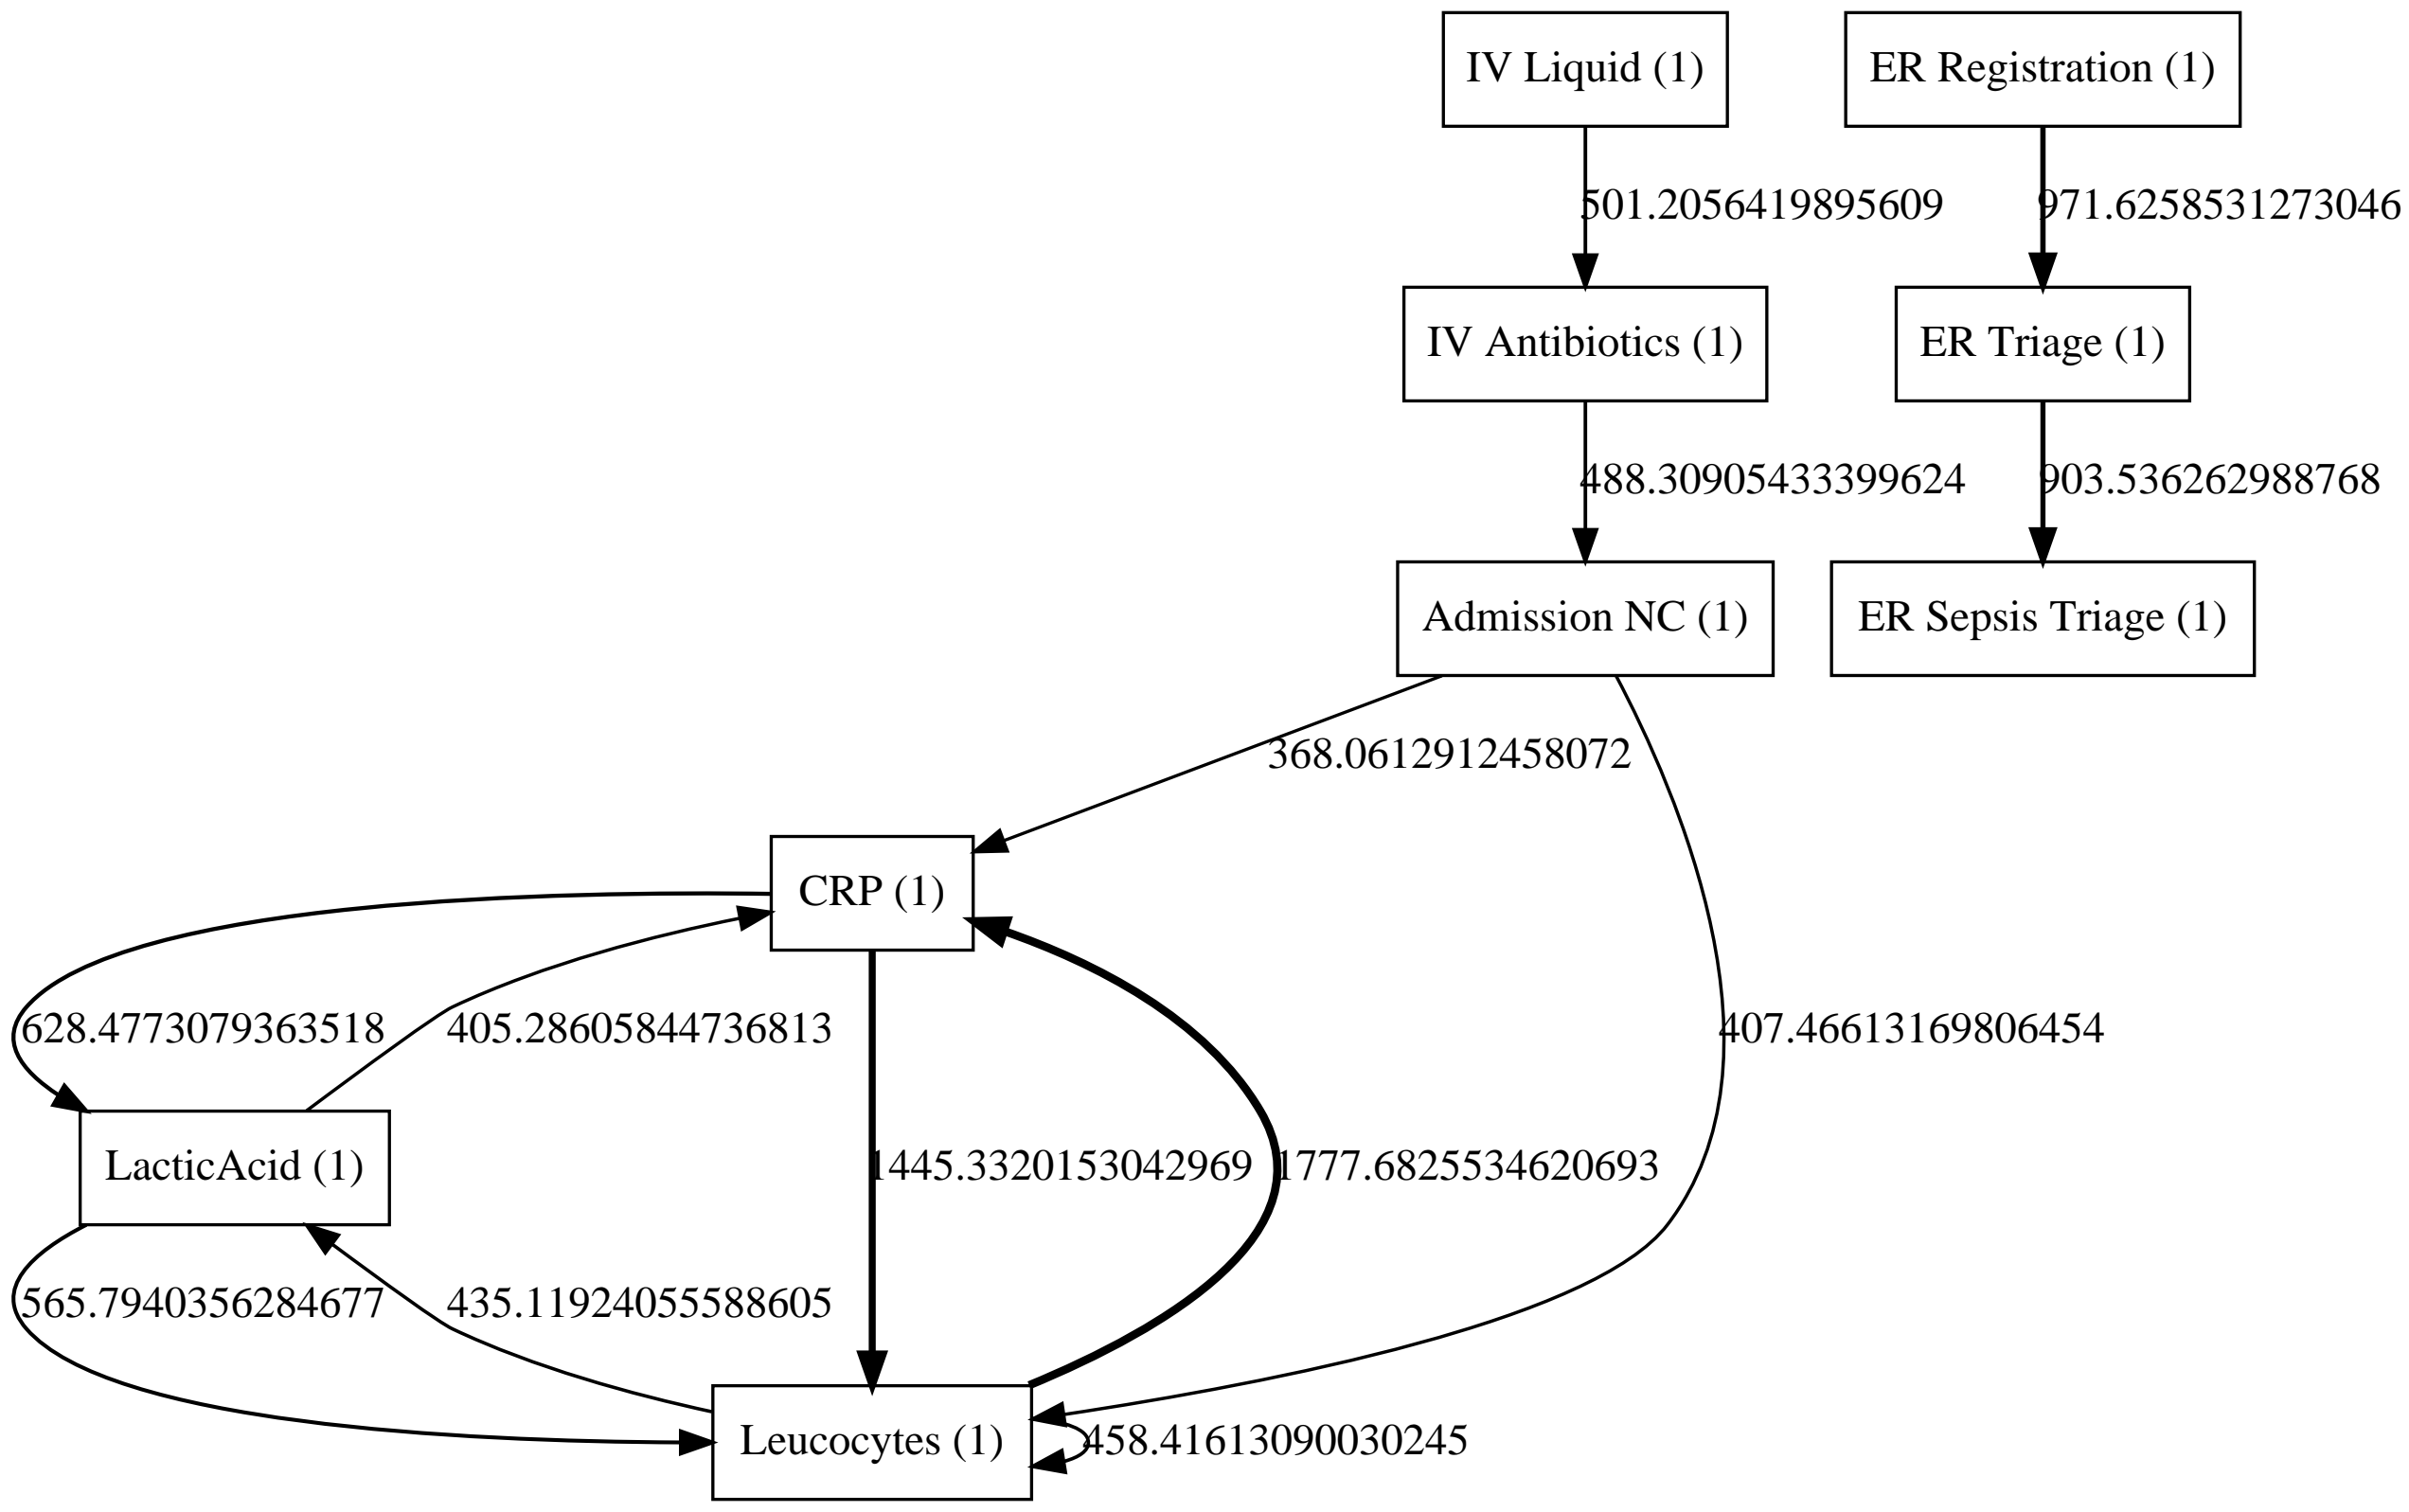 IV Liquid (1)
ER Registration (1)
501.2056419895609
971.6258531273046
IV Antibiotics (1)
ER Triage (1)
488.30905433399624
903.536262988768
Admission NC (1)
ER Sepsis Triage (1)
368.0612912458072
CRP (1)
628.4773079363518
405.28605844736813
407.46613169806454
LacticAcid (1)
1445.3320153042969
1777.6825534620693
565.7940356284677
435.11924055588605
Leucocytes (1)
458.41613090030245